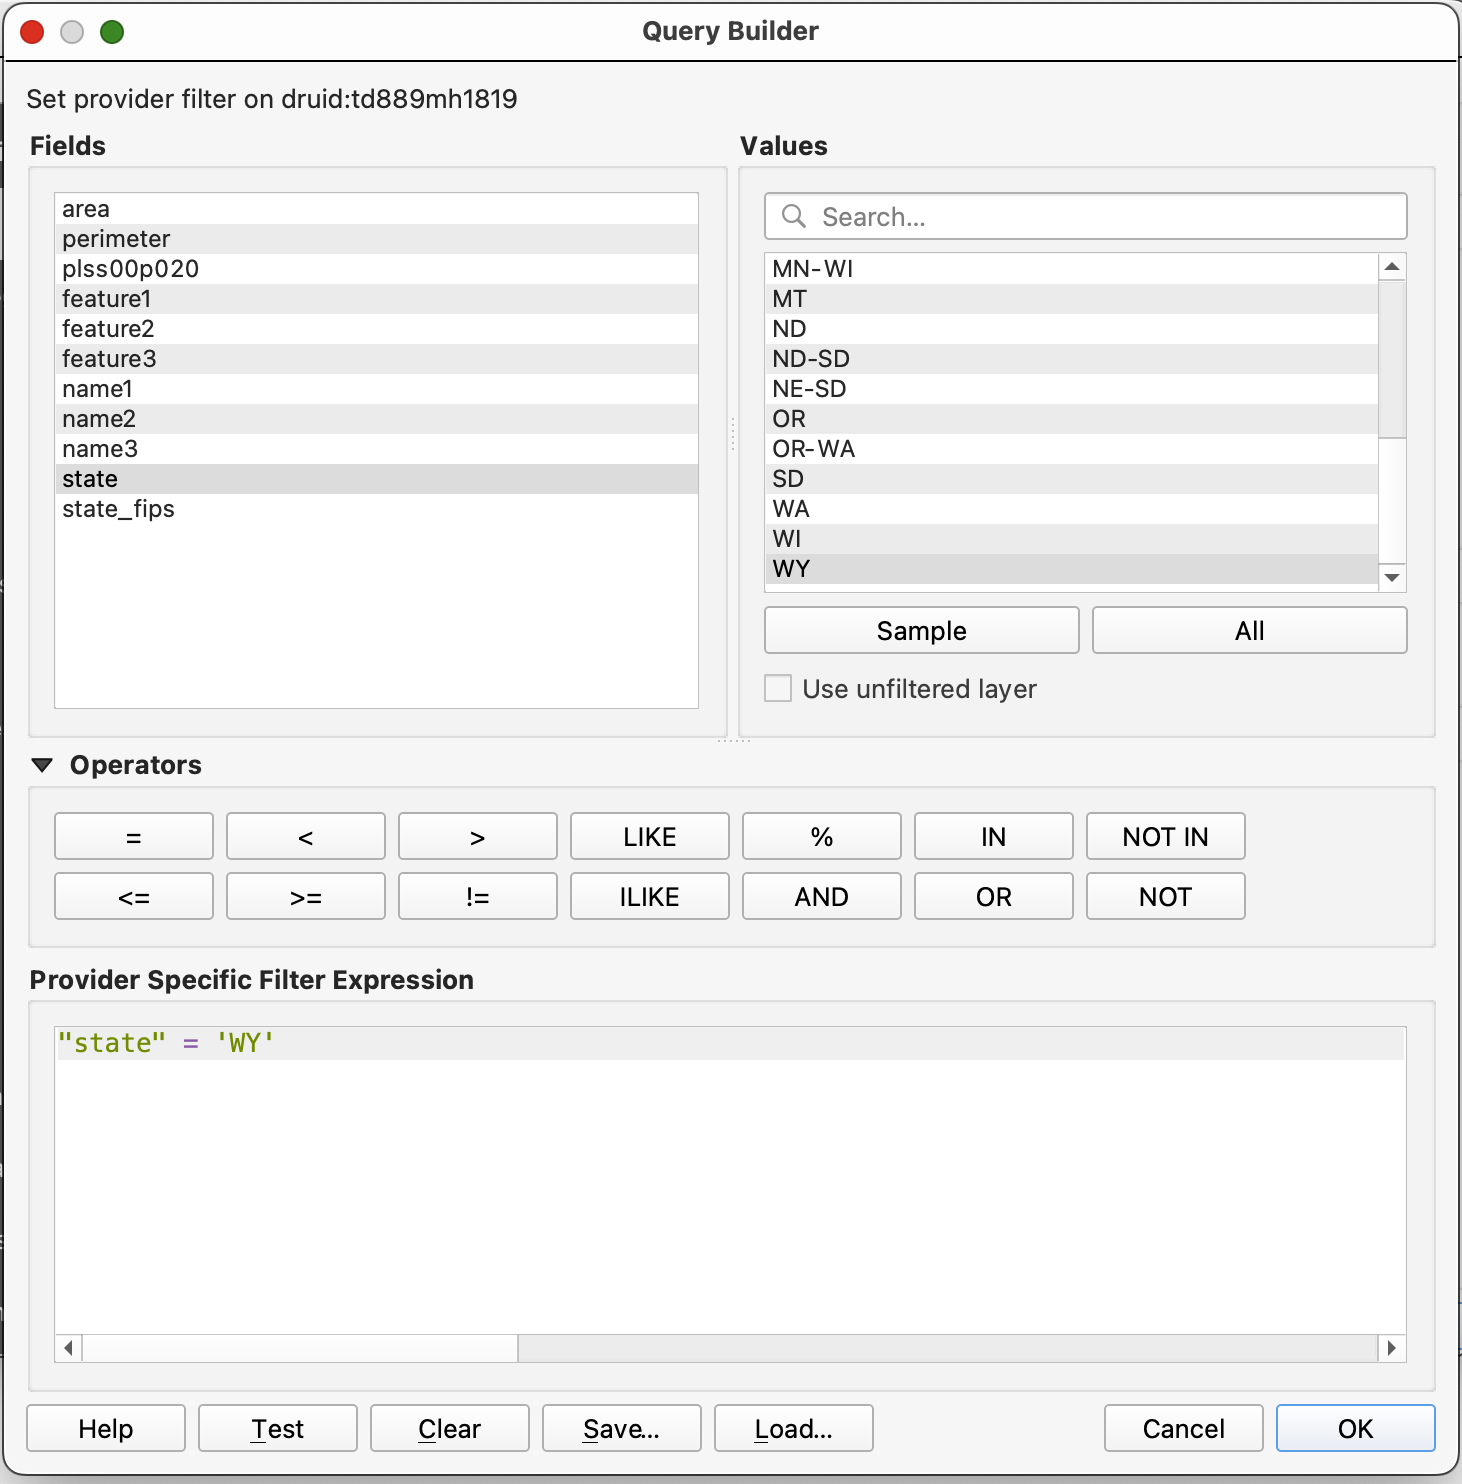 Query Builder
Set provider filter on druid:td889mh1819
Fields
area
perimeter
plss00p020
feature1
feature2
feature3
name1
name2
name3
state
state_fips
Values
Search...
MN-WI
MT
ND
ND-SD
NE-SD
OR
OR-WA
SD
WA
WI
WY
Sample All
Use unfiltered layer
Operators
= < > LIKE % IN NOT IN
<= >= != ILIKE AND OR NOT
Provider Specific Filter Expression
"state" = 'WY'
Help Test Clear Save... Load... Cancel OK